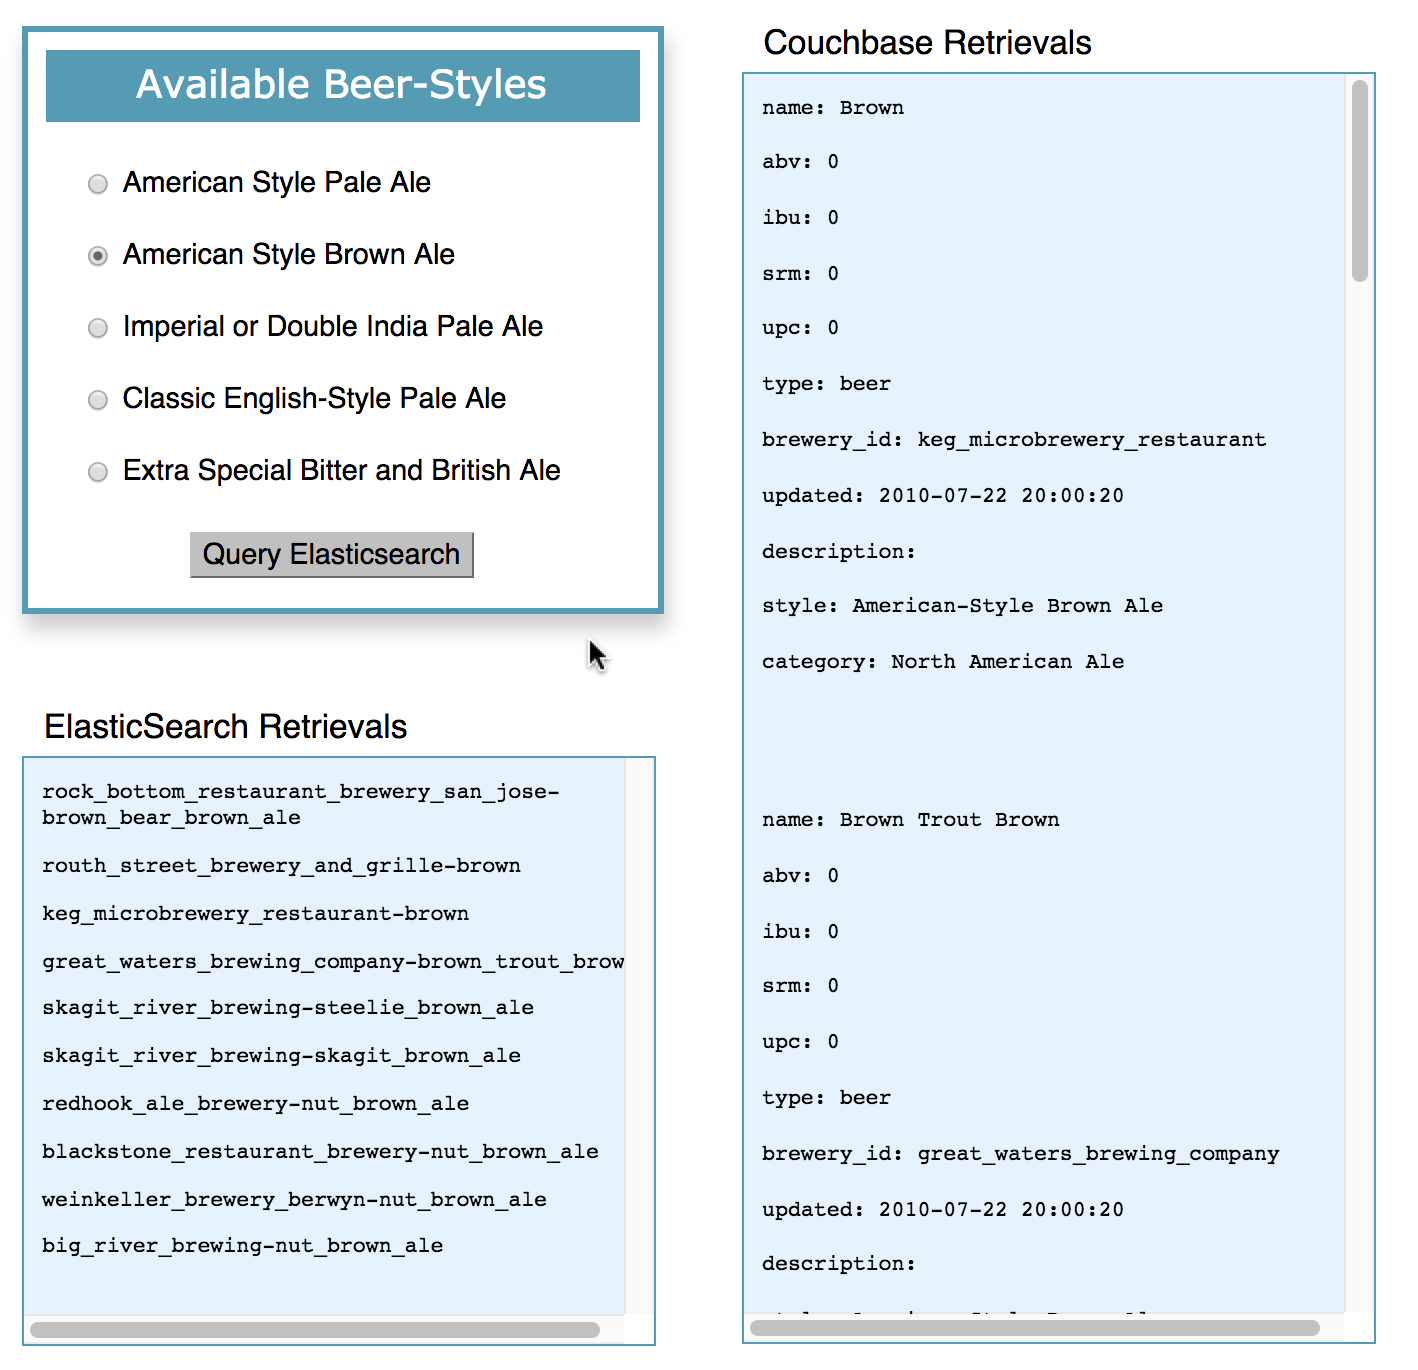 Available Beer-Styles
American Style Pale Ale
American Style Brown Ale
Imperial or Double India Pale Ale
Classic English-Style Pale Ale
Extra Special Bitter and British Ale
Query Elasticsearch
ElasticSearch Retrievals
rock_bottom_restaurant_brewery_san_jose-
brown_bear_brown_ale
routh_street_brewery_and_grille-brown
keg_microbrewery_restaurant-brown
great_waters_brewing_company-brown_trout_brow
skagit_river_brewing-steelie_brown_ale
skagit_river_brewing-skagit_brown_ale
redhook_ale_brewery-nut_brown_ale
blackstone_restaurant_brewery-nut_brown_ale
weinkeller_brewery_berwyn-nut_brown_ale
big_river_brewing-nut_brown_ale
Couchbase Retrievals
name: Brown
abv: 0
ibu: 0
srm: 0
upc: 0
type: beer
brewery_id: keg_microbrewery_restaurant
updated: 2010-07-22 20:00:20
description:
style: American-Style Brown Ale
category: North American Ale
name: Brown Trout Brown
abv: 0
ibu: 0
srm: 0
upc: 0
type: beer
brewery_id: great_waters_brewing_company
updated: 2010-07-22 20:00:20
description: